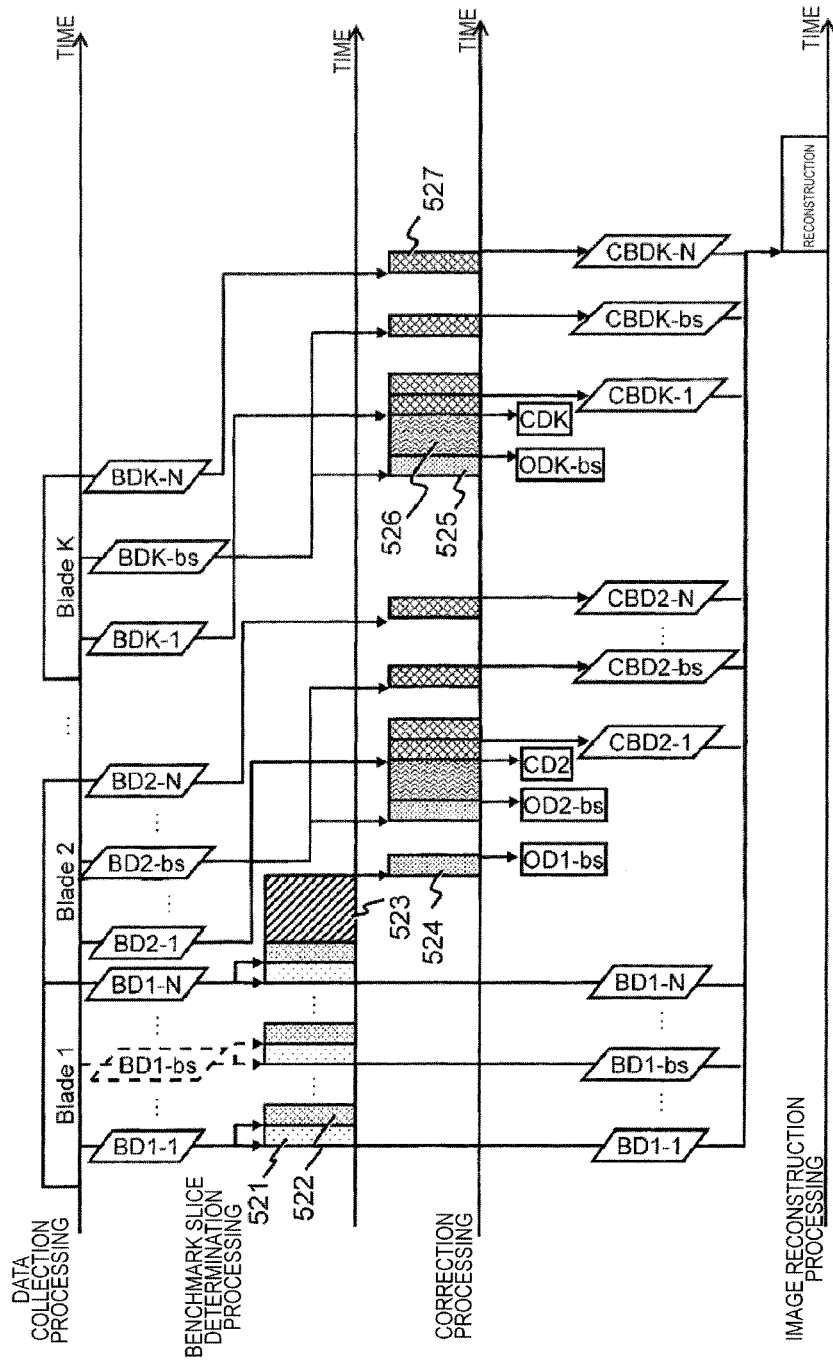 DATA
COLLECTION
PROCESSING
TIME
Blade 1
Blade 2
...
Blade K
BD1-1
...
BD1-bs
...
BD1-N
BD2-1
...
BD2-bs
...
BD2-N
BDK-1
BDK-bs
BDK-N
BENCHMARK SLICE
DETERMINATION
PROCESSING
TIME
521
522
...
...
523
CORRECTION
PROCESSING
TIME
524
525
526
527
OD1-bs
OD2-bs
CD2
ODK-bs
CDK
BD1-1
...
BD1-bs
...
BD1-N
CBD2-1
CBD2-bs
...
CBD2-N
CBDK-1
CBDK-bs
CBDK-N
IMAGE RECONSTRUCTION
PROCESSING
RECONSTRUCTION
TIME